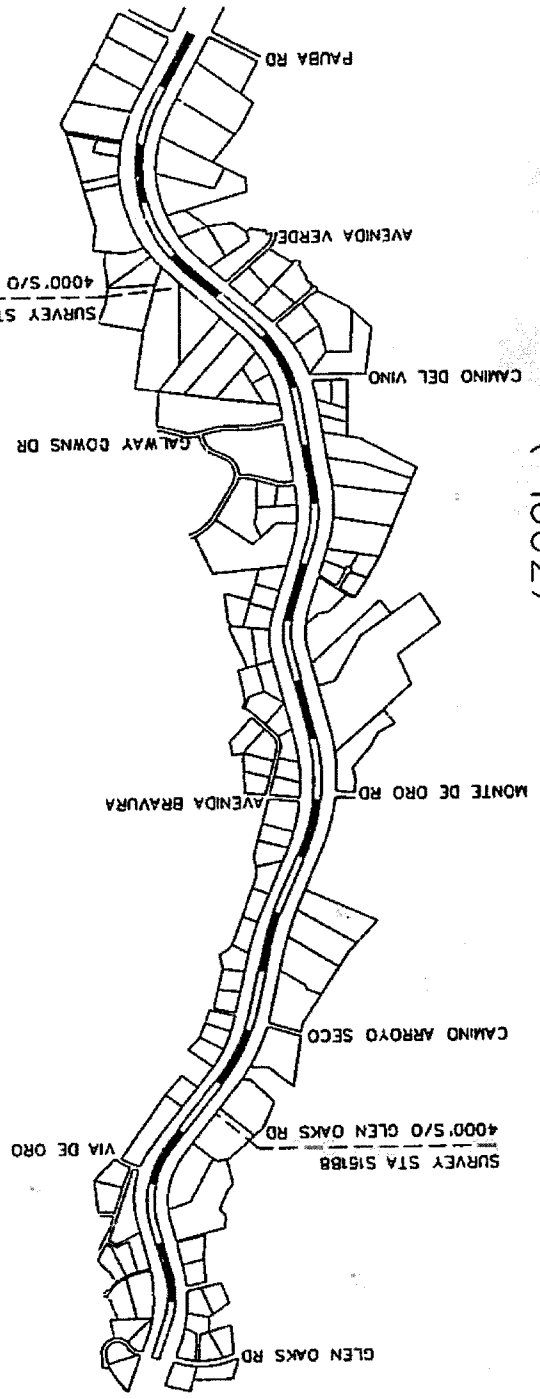 GLEN OAKS RD
SURVEY STA S15188
4000' S/O GLEN OAKS RD
VIA DE ORO
CAMINO ARROYO SECO
AVENIDA BRAVURA
MONTE DE ORO RD
GALWAY DOWNS DR
CAMINO DEL VINO
SURVEY ST
4000' S/O
AVENIDA VERDE
PAUBA RD